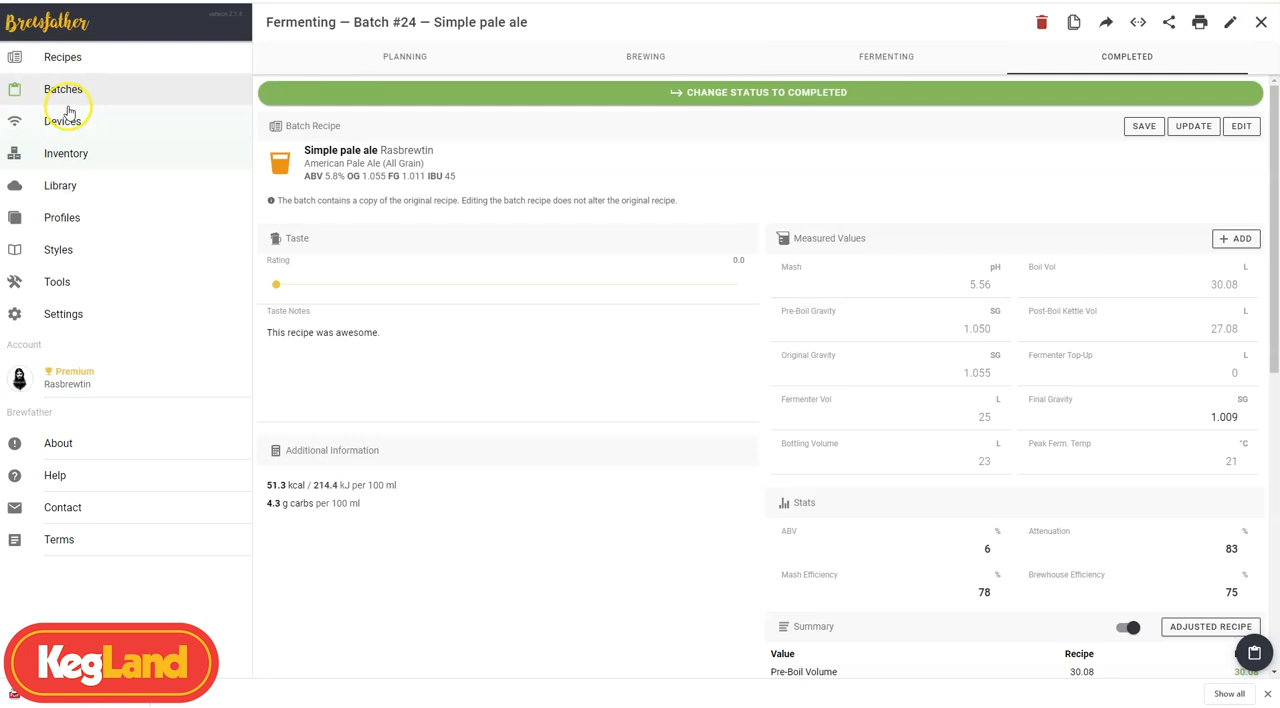 Brewfather
version 2.5.4
Recipes
Batches
Devices
Inventory
Library
Profiles
Styles
Tools
Settings
Account
Premium
Rasbrewtin
Brewfather
About
Help
Contact
Terms
KegLand
Fermenting — Batch #24 — Simple pale ale
PLANNING
BREWING
FERMENTING
COMPLETED
CHANGE STATUS TO COMPLETED
Batch Recipe
SAVE
UPDATE
EDIT
Simple pale ale Rasbrewtin
American Pale Ale (All Grain)
ABV 5.8% OG 1.055 FG 1.011 IBU 45
The batch contains a copy of the original recipe. Editing the batch recipe does not alter the original recipe.
Taste
Rating 0.0
Taste Notes
This recipe was awesome.
Additional Information
51.3 kcal / 214.4 kJ per 100 ml
4.3 g carbs per 100 ml
Measured Values
+ ADD
Mash pH
5.56
Boil Vol L
30.08
Pre-Boil Gravity SG
1.050
Post-Boil Kettle Vol L
27.08
Original Gravity SG
1.055
Fermenter Top-Up L
0
Fermenter Vol L
25
Final Gravity SG
1.009
Bottling Volume L
23
Peak Ferm. Temp °C
21
Stats
ABV %
6
Attenuation %
83
Mash Efficiency %
78
Brewhouse Efficiency %
75
Summary
ADJUSTED RECIPE
Value Recipe
Pre-Boil Volume 30.08 30.08
Show all